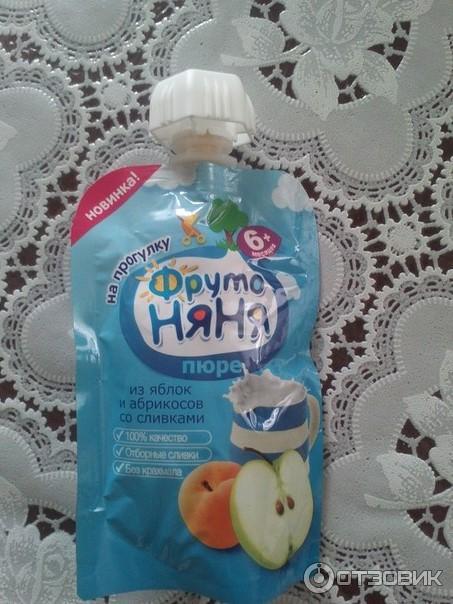 новинка!
на прогулку
6+
месяцев
Фруто
НяНя
пюре
из яблок
и абрикосов
со сливками
100% качество
Отборные сливки
Без крахмала
ОТЗОВИК